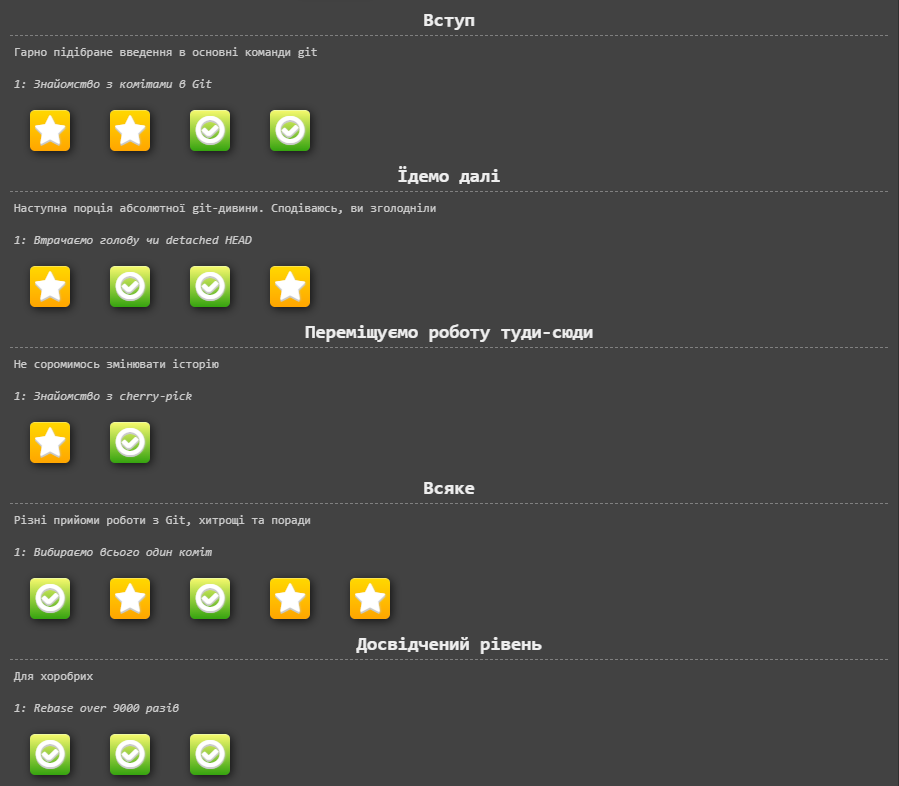 Вступ
Гарно підібране введення в основні команди git
1: Знайомство з комітами в Git
Їдемо далі
Наступна порція абсолютної git-дивини. Сподіваюсь, ви зголодніли
1: Втрачаємо голову чи detached HEAD
Переміщуємо роботу туди-сюди
Не соромимось змінювати історію
1: Знайомство з cherry-pick
Всяке
Різні прийоми роботи з Git, хитрощі та поради
1: Вибираємо всього один коміт
Досвідчений рівень
Для хоробрих
1: Rebase over 9000 разів